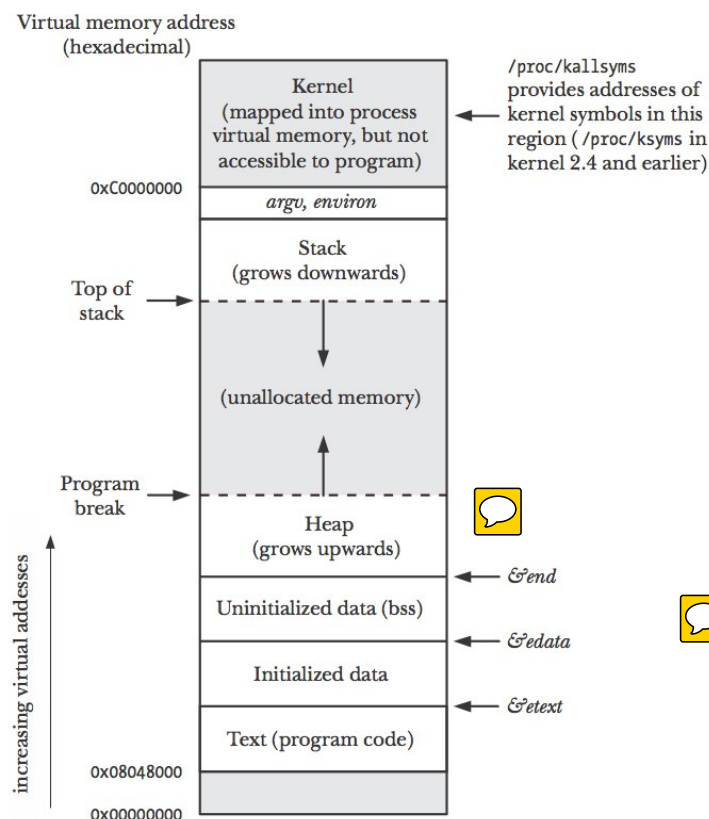 Virtual memory address
(hexadecimal)
/proc/kallsyms
provides addresses of
kernel symbols in this
region (/proc/ksyms in
kernel 2.4 and earlier)
Kernel
(mapped into process
virtual memory, but not
accessible to program)
0xC0000000
argv, environ
Stack
(grows downwards)
Top of
stack
(unallocated memory)
Program
break
Heap
(grows upwards)
&end
Uninitialized data (bss)
&edata
Initialized data
&etext
Text (program code)
0x08048000
0x00000000
increasing virtual addesses